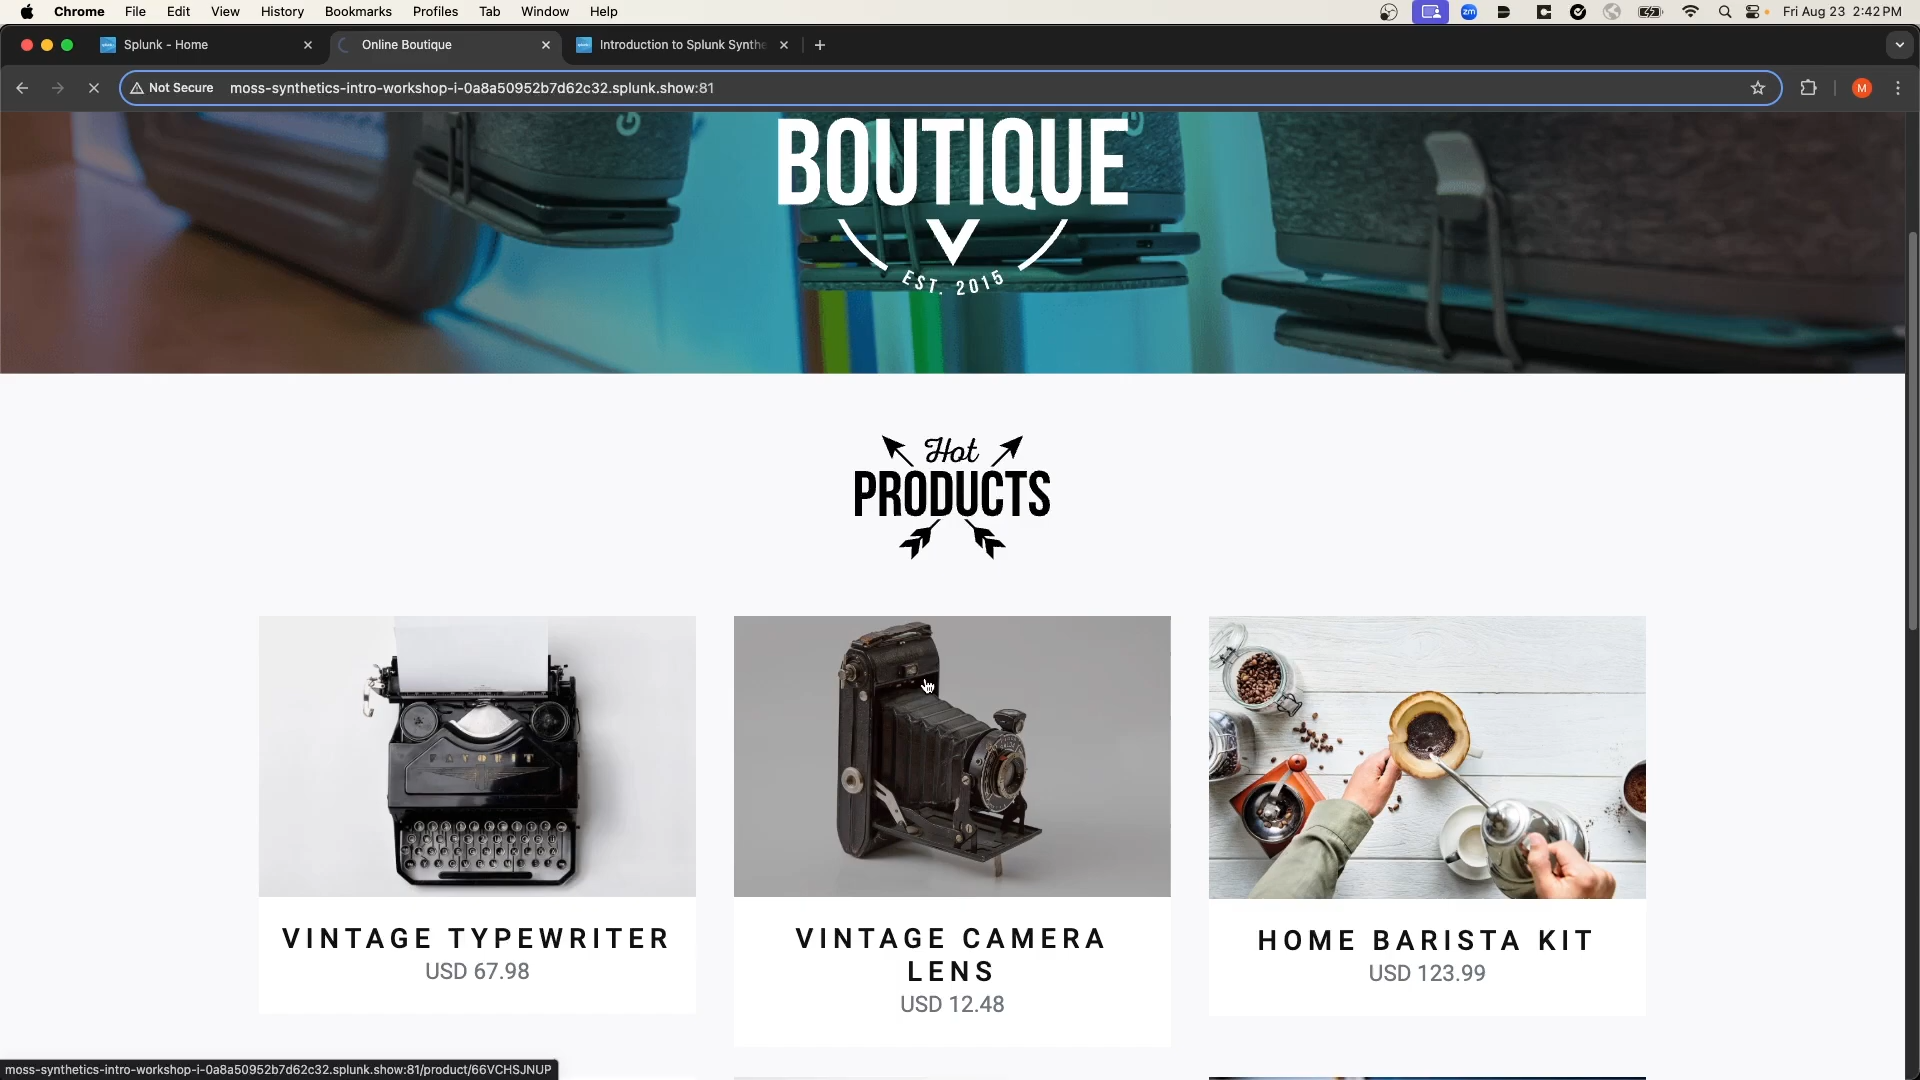 Chrome File Edit View History Bookmarks Profiles Tab Window Help
zm
Fri Aug 23 2:42 PM
Splunk - Home
Online Boutique
Introduction to Splunk Synthe
Not Secure
moss-synthetics-intro-workshop-i-0a8a50952b7d62c32.splunk.show:81
M
BOUTIQUE
EST. 2015
Hot
PRODUCTS
VINTAGE TYPEWRITER
USD 67.98
VINTAGE CAMERA
LENS
USD 12.48
HOME BARISTA KIT
USD 123.99
moss-synthetics-intro-workshop-i-0a8a50952b7d62c32.splunk.show:81/product/66VCHSJNUP